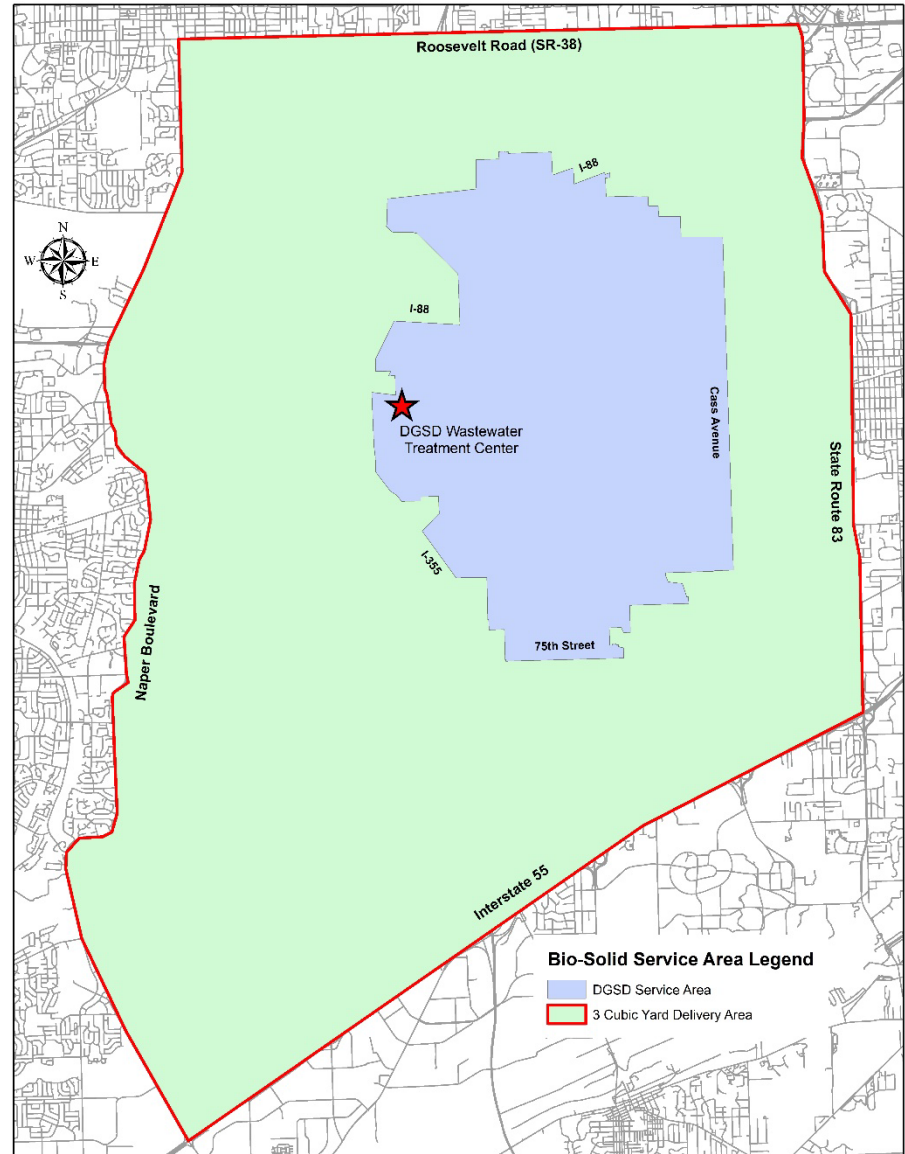 Roosevelt Road (SR-38)
I-88
N
W
E
S
I-88
DGSD Wastewater
Treatment Center
Cass Avenue
State Route 83
I-355
Naper Boulevard
75th Street
Interstate 55
Bio-Solid Service Area Legend
DGSD Service Area
3 Cubic Yard Delivery Area